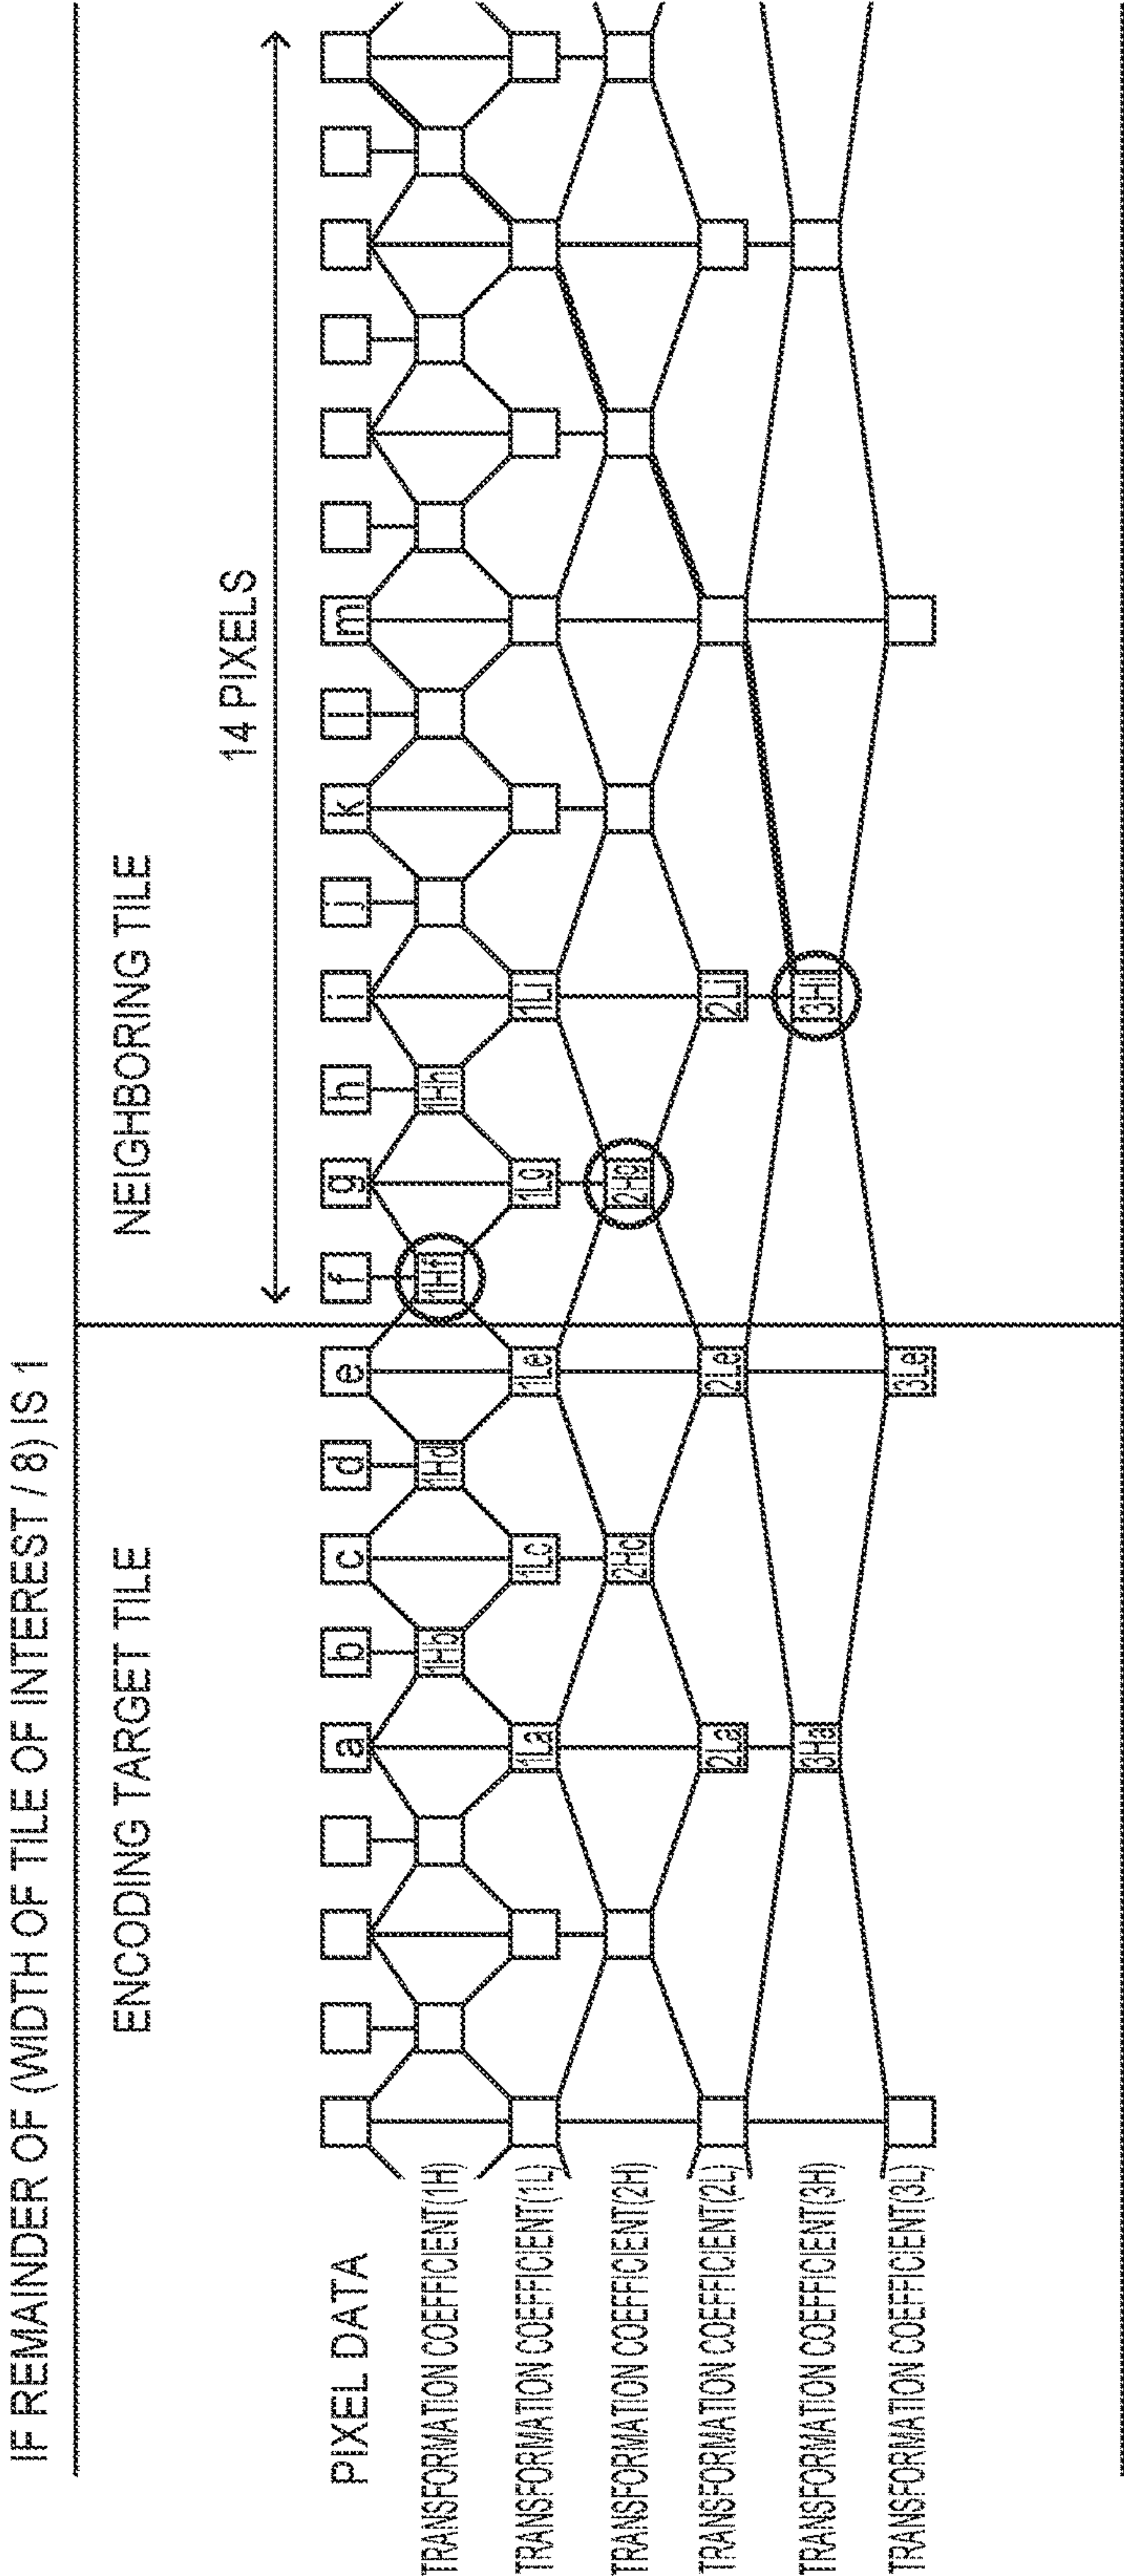 IF REMAINDER OF (WIDTH OF TILE OF INTEREST / 8) IS 1
ENCODING TARGET TILE
NEIGHBORING TILE
14 PIXELS
PIXEL DATA
a b c d e f g h i j k l m
TRANSFORMATION COEFFICIENT(1H)
1Hb 1Hd 1Hf 1Hh
TRANSFORMATION COEFFICIENT(1L)
1La 1Lc 1Le 1Lg 1Li
TRANSFORMATION COEFFICIENT(2H)
2Hc 2Hg
TRANSFORMATION COEFFICIENT(2L)
2La 2Le 2Li
TRANSFORMATION COEFFICIENT(3H)
3Ha 3Hi
TRANSFORMATION COEFFICIENT(3L)
3Le